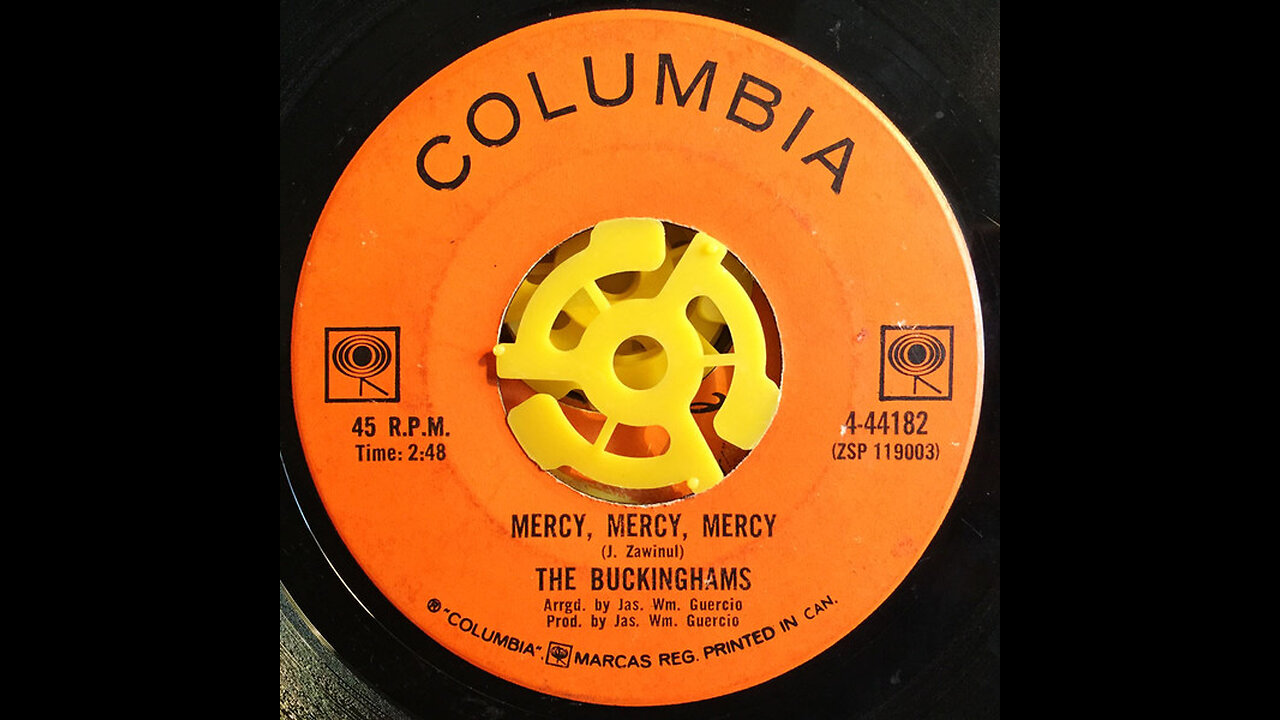 COLUMBIA
45 R.P.M.
Time: 2:48
4-44182
(ZSP 119003)
MERCY, MERCY, MERCY
(J. Zawinul)
THE BUCKINGHAMS
Arrgd. by Jas. Wm. Guercio
Prod. by Jas. Wm. Guercio
® "COLUMBIA", MARCAS REG. PRINTED IN CAN.